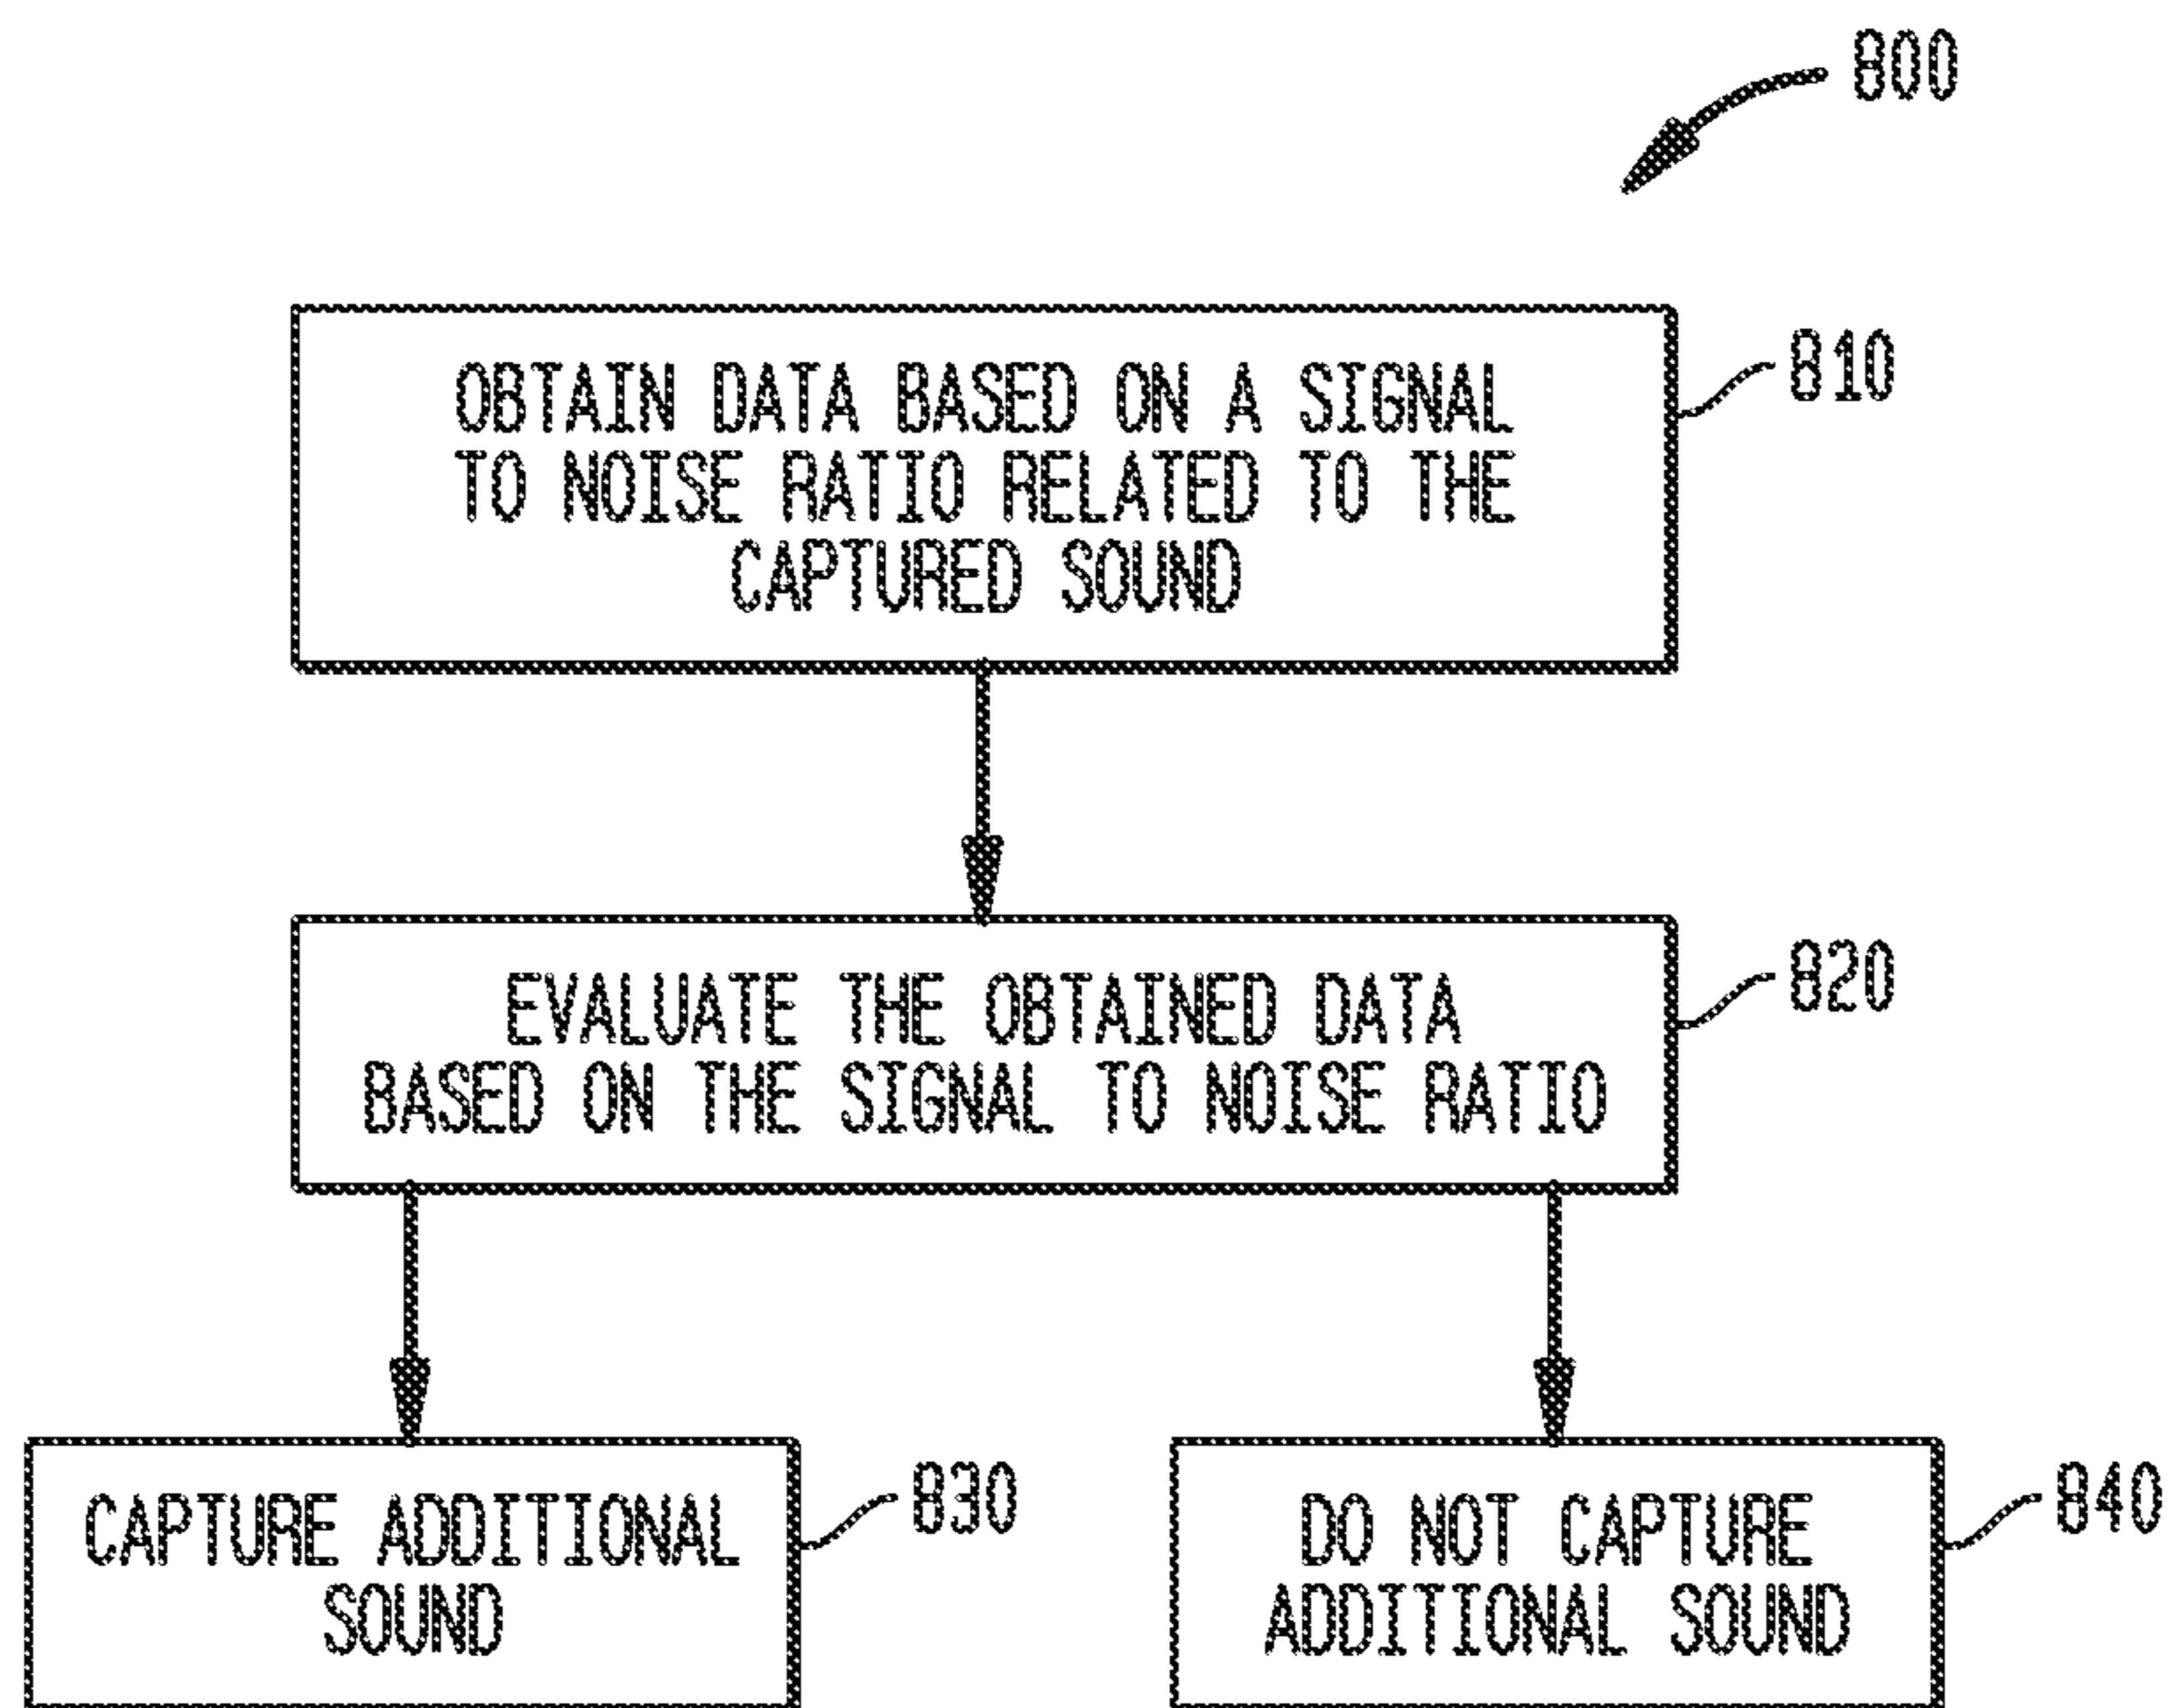 800
OBTAIN DATA BASED ON A SIGNAL
TO NOISE RATIO RELATED TO THE
CAPTURED SOUND
810
EVALUATE THE OBTAINED DATA
BASED ON THE SIGNAL TO NOISE RATIO
820
CAPTURE ADDITIONAL
SOUND
830
DO NOT CAPTURE
ADDITIONAL SOUND
840